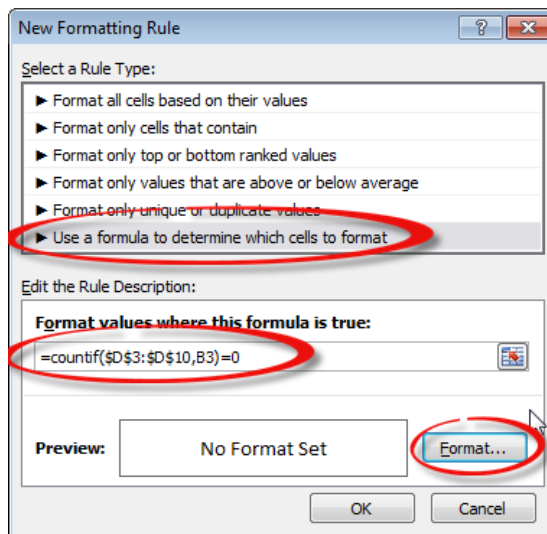 New Formatting Rule
Select a Rule Type:
► Format all cells based on their values
► Format only cells that contain
► Format only top or bottom ranked values
► Format only values that are above or below average
► Format only unique or duplicate values
► Use a formula to determine which cells to format
Edit the Rule Description:
Format values where this formula is true:
=countif($D$3:$D$10,B3)=0
Preview: No Format Set Format...
OK Cancel